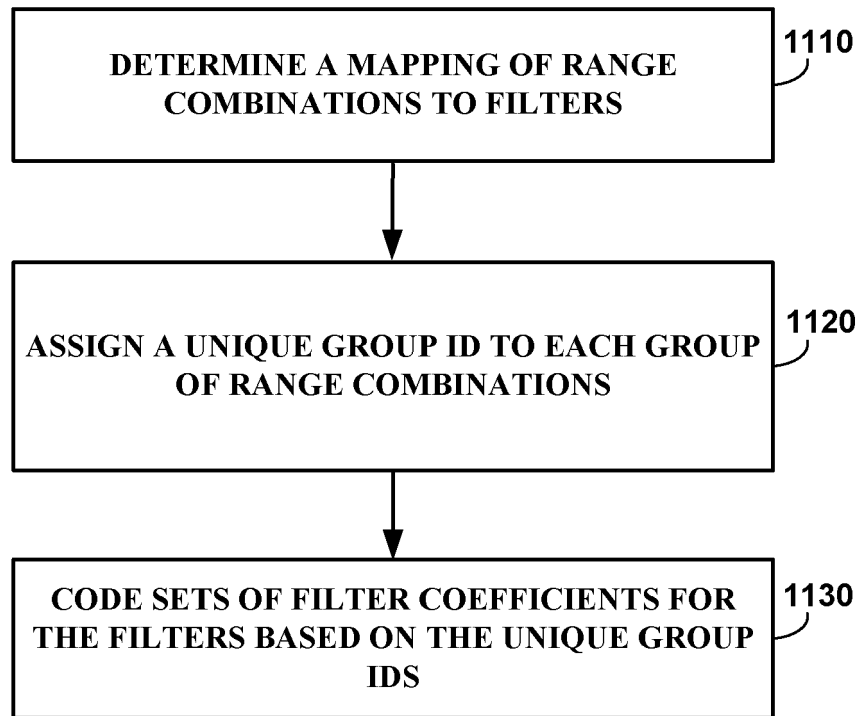 DETERMINE A MAPPING OF RANGE
COMBINATIONS TO FILTERS
1110
ASSIGN A UNIQUE GROUP ID TO EACH GROUP
OF RANGE COMBINATIONS
1120
CODE SETS OF FILTER COEFFICIENTS FOR
THE FILTERS BASED ON THE UNIQUE GROUP
IDS
1130